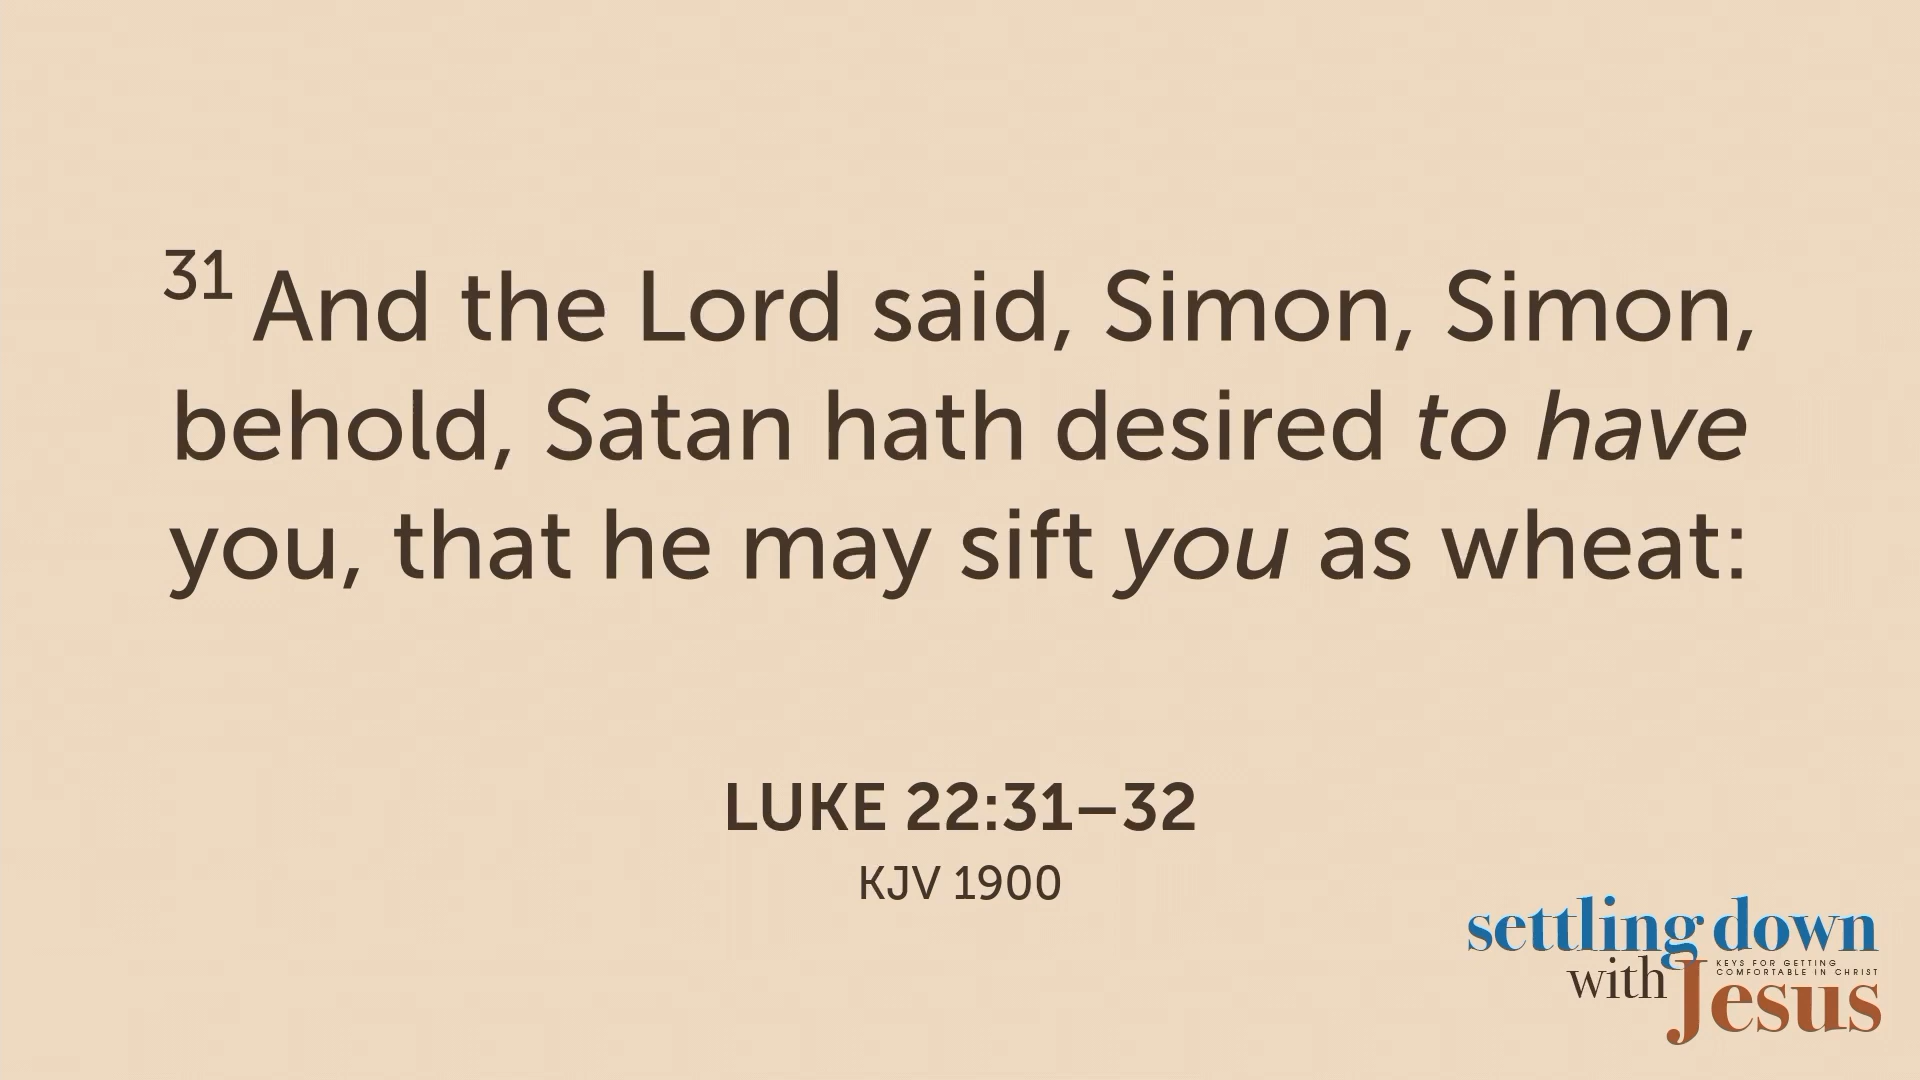 31 And the Lord said, Simon, Simon,
behold, Satan hath desired to have
you, that he may sift you as wheat:
LUKE 22:31–32
KJV 1900
settling down
with Jesus
KEYS FOR GETTING
COMFORTABLE IN CHRIST